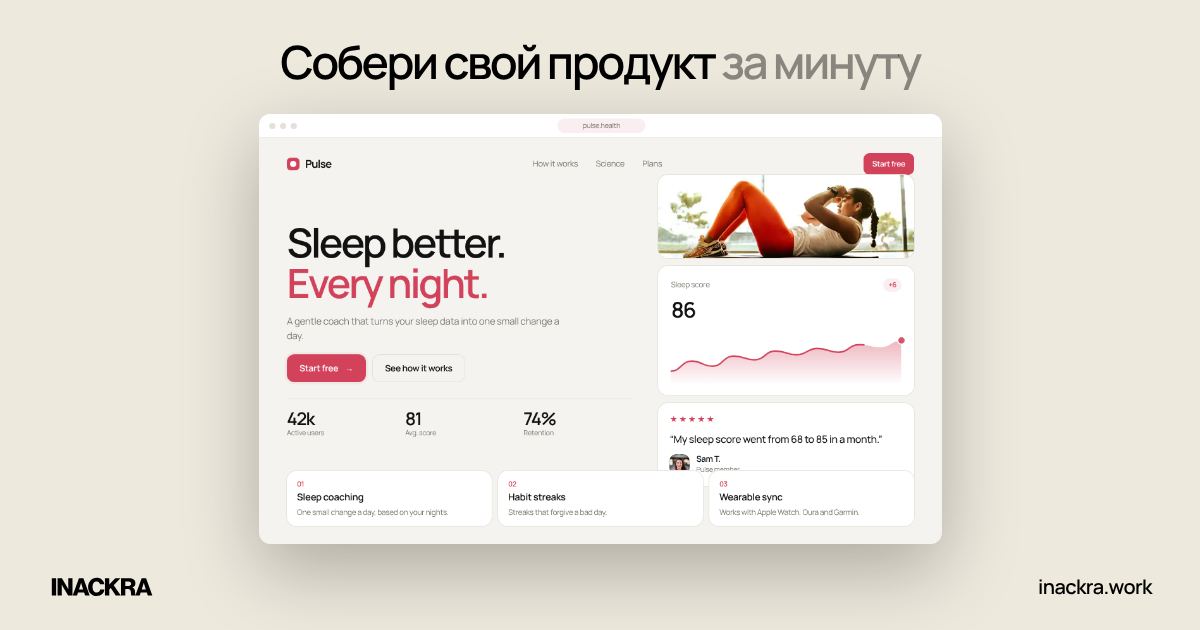 Собери свой продукт за минуту
pulse.health
Pulse
How it works
Science
Plans
Start free
Sleep better.
Every night.
A gentle coach that turns your sleep data into one small change a
day.
Start free →
See how it works
42k
Active users
81
Avg. score
74%
Retention
Sleep score
+6
86
★★★★★
“My sleep score went from 68 to 85 in a month.”
Sam T.
Pulse member
01
Sleep coaching
One small change a day, based on your nights.
02
Habit streaks
Streaks that forgive a bad day.
03
Wearable sync
Works with Apple Watch, Oura and Garmin.
INACKRA
inackra.work